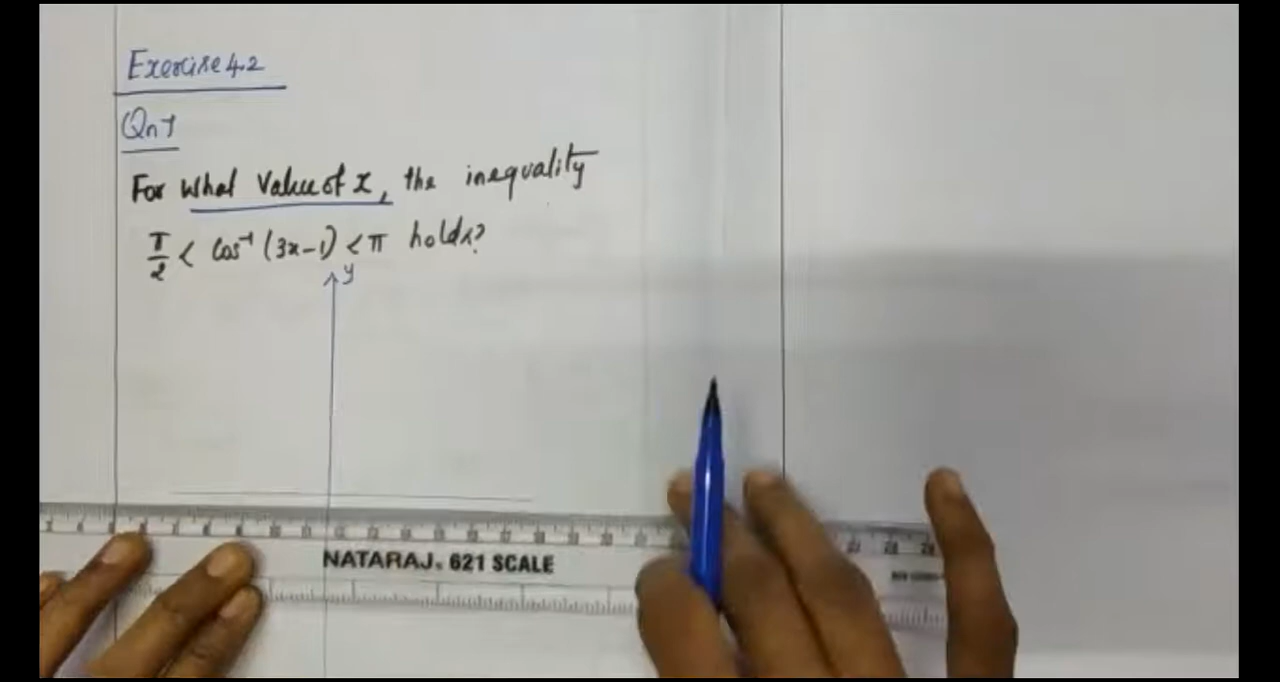 Exercise 4.2
Qn 7
For what value of x, the inequality
π/2 < cos⁻¹ (3x-1) < π holds?
y
NATARAJ. 621 SCALE